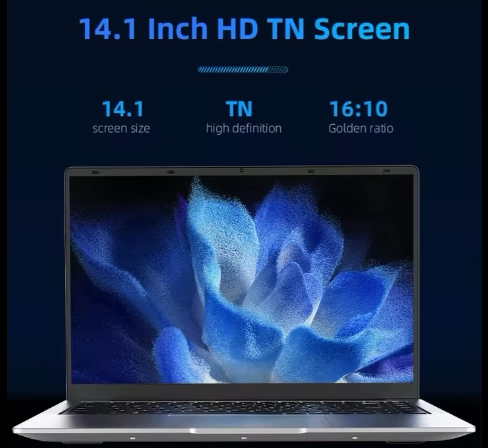 14.1 Inch HD TN Screen
14.1
screen size
TN
high definition
16:10
Golden ratio